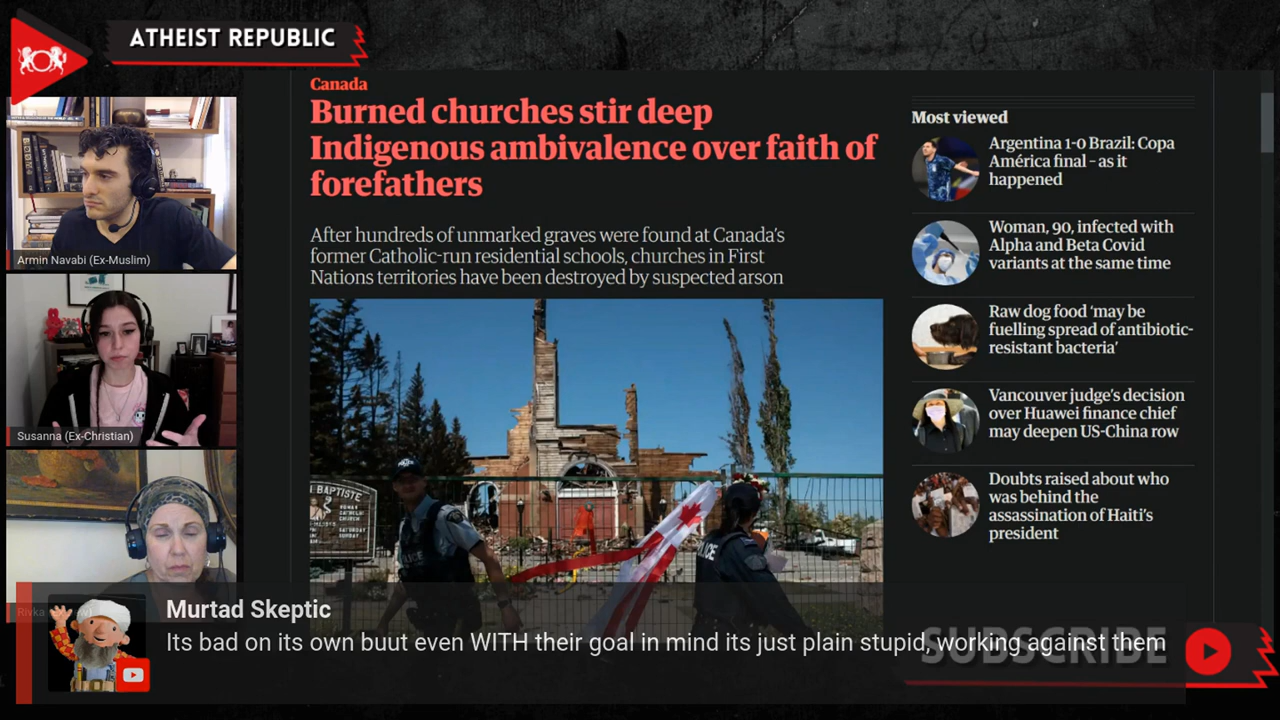 ATHEIST REPUBLIC
Armin Navabi (Ex-Muslim)
Susanna (Ex-Christian)
Rivka
Canada
Burned churches stir deep
Indigenous ambivalence over faith of
forefathers
After hundreds of unmarked graves were found at Canada's
former Catholic-run residential schools, churches in First
Nations territories have been destroyed by suspected arson
BAPTISTE
ROMAN
CATHOLIC
CHURCH
SATURDAY
SUNDAY
POLICE
Most viewed
Argentina 1-0 Brazil: Copa
América final – as it
happened
Woman, 90, infected with
Alpha and Beta Covid
variants at the same time
Raw dog food ‘may be
fuelling spread of antibiotic-
resistant bacteria’
Vancouver judge's decision
over Huawei finance chief
may deepen US-China row
Doubts raised about who
was behind the
assassination of Haiti's
president
Murtad Skeptic
Its bad on its own buut even WITH their goal in mind its just plain stupid, working against them
SUBSCRIBE